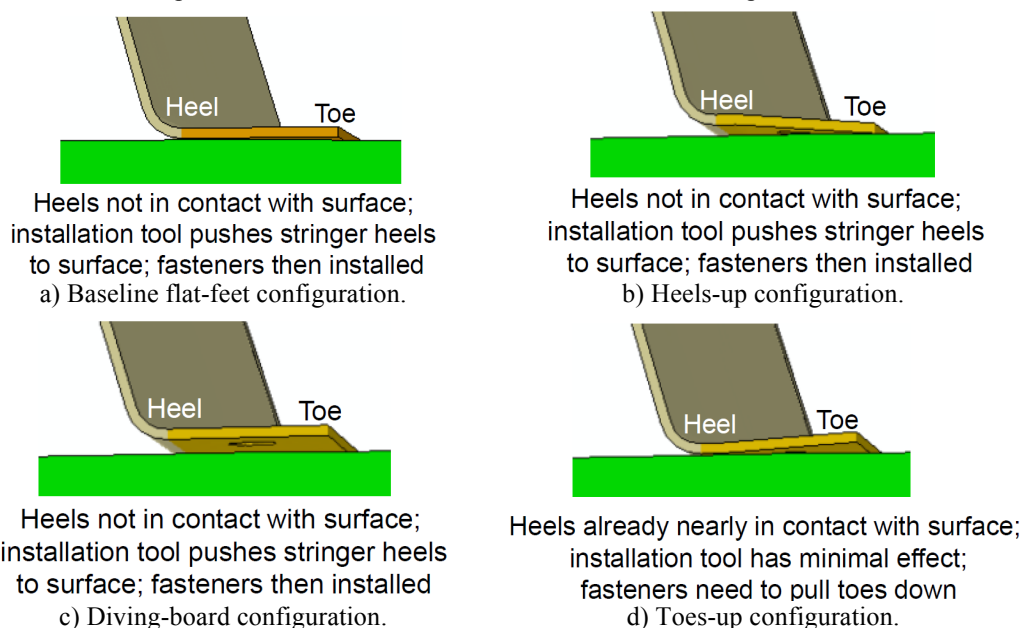 Heel Toe
Heels not in contact with surface;
installation tool pushes stringer heels
to surface; fasteners then installed
a) Baseline flat-feet configuration.
Heel Toe
Heels not in contact with surface;
installation tool pushes stringer heels
to surface; fasteners then installed
b) Heels-up configuration.
Heel Toe
Heels not in contact with surface;
installation tool pushes stringer heels
to surface; fasteners then installed
c) Diving-board configuration.
Heel Toe
Heels already nearly in contact with surface;
installation tool has minimal effect;
fasteners need to pull toes down
d) Toes-up configuration.